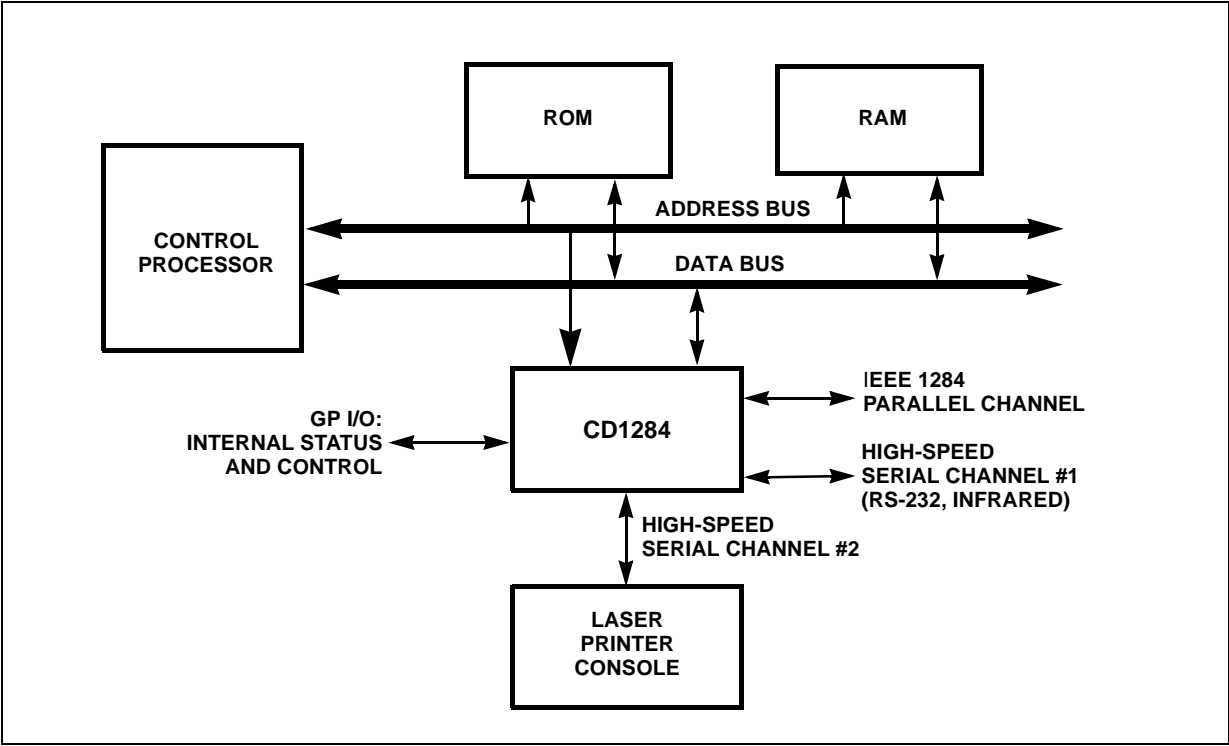 ROM
RAM
CONTROL
PROCESSOR
ADDRESS BUS
DATA BUS
CD1284
GP I/O:
INTERNAL STATUS
AND CONTROL
IEEE 1284
PARALLEL CHANNEL
HIGH-SPEED
SERIAL CHANNEL #1
(RS-232, INFRARED)
HIGH-SPEED
SERIAL CHANNEL #2
LASER
PRINTER
CONSOLE